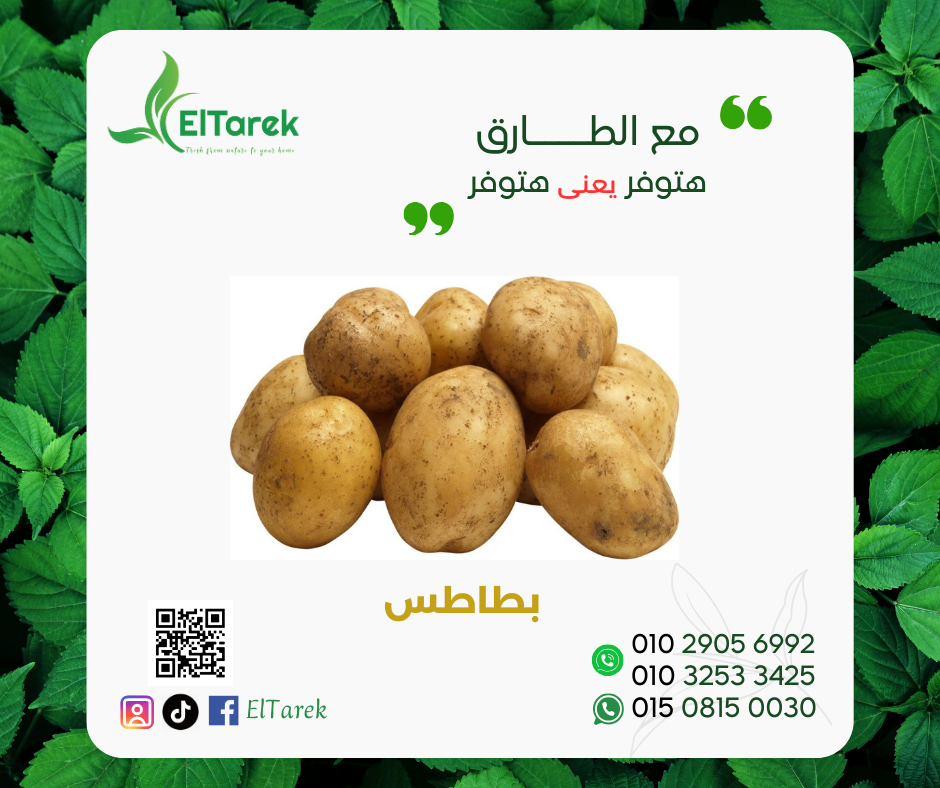 ElTarek
Fresh from nature to your home
❝
مع الطـــــارق
هتوفر يعنى هتوفر
❞
بطاطس
010 2905 6992
010 3253 3425
015 0815 0030
ElTarek